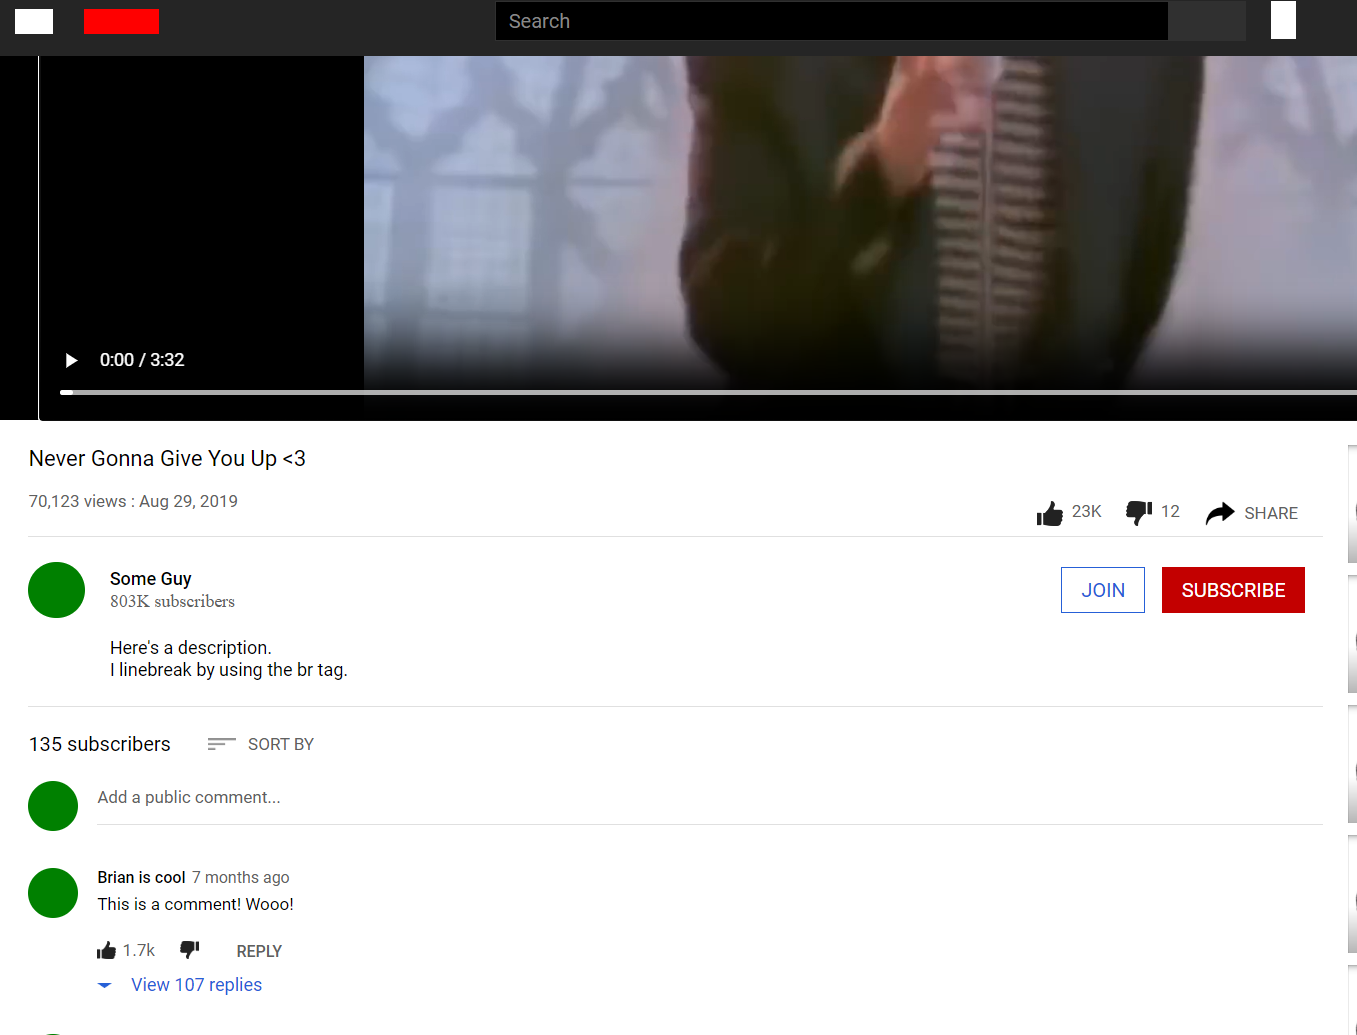 Search
0:00 / 3:32
Never Gonna Give You Up <3
70,123 views : Aug 29, 2019
23K
12
SHARE
Some Guy
803K subscribers
JOIN
SUBSCRIBE
Here's a description.
I linebreak by using the br tag.
135 subscribers
SORT BY
Add a public comment...
Brian is cool 7 months ago
This is a comment! Wooo!
1.7k
REPLY
View 107 replies